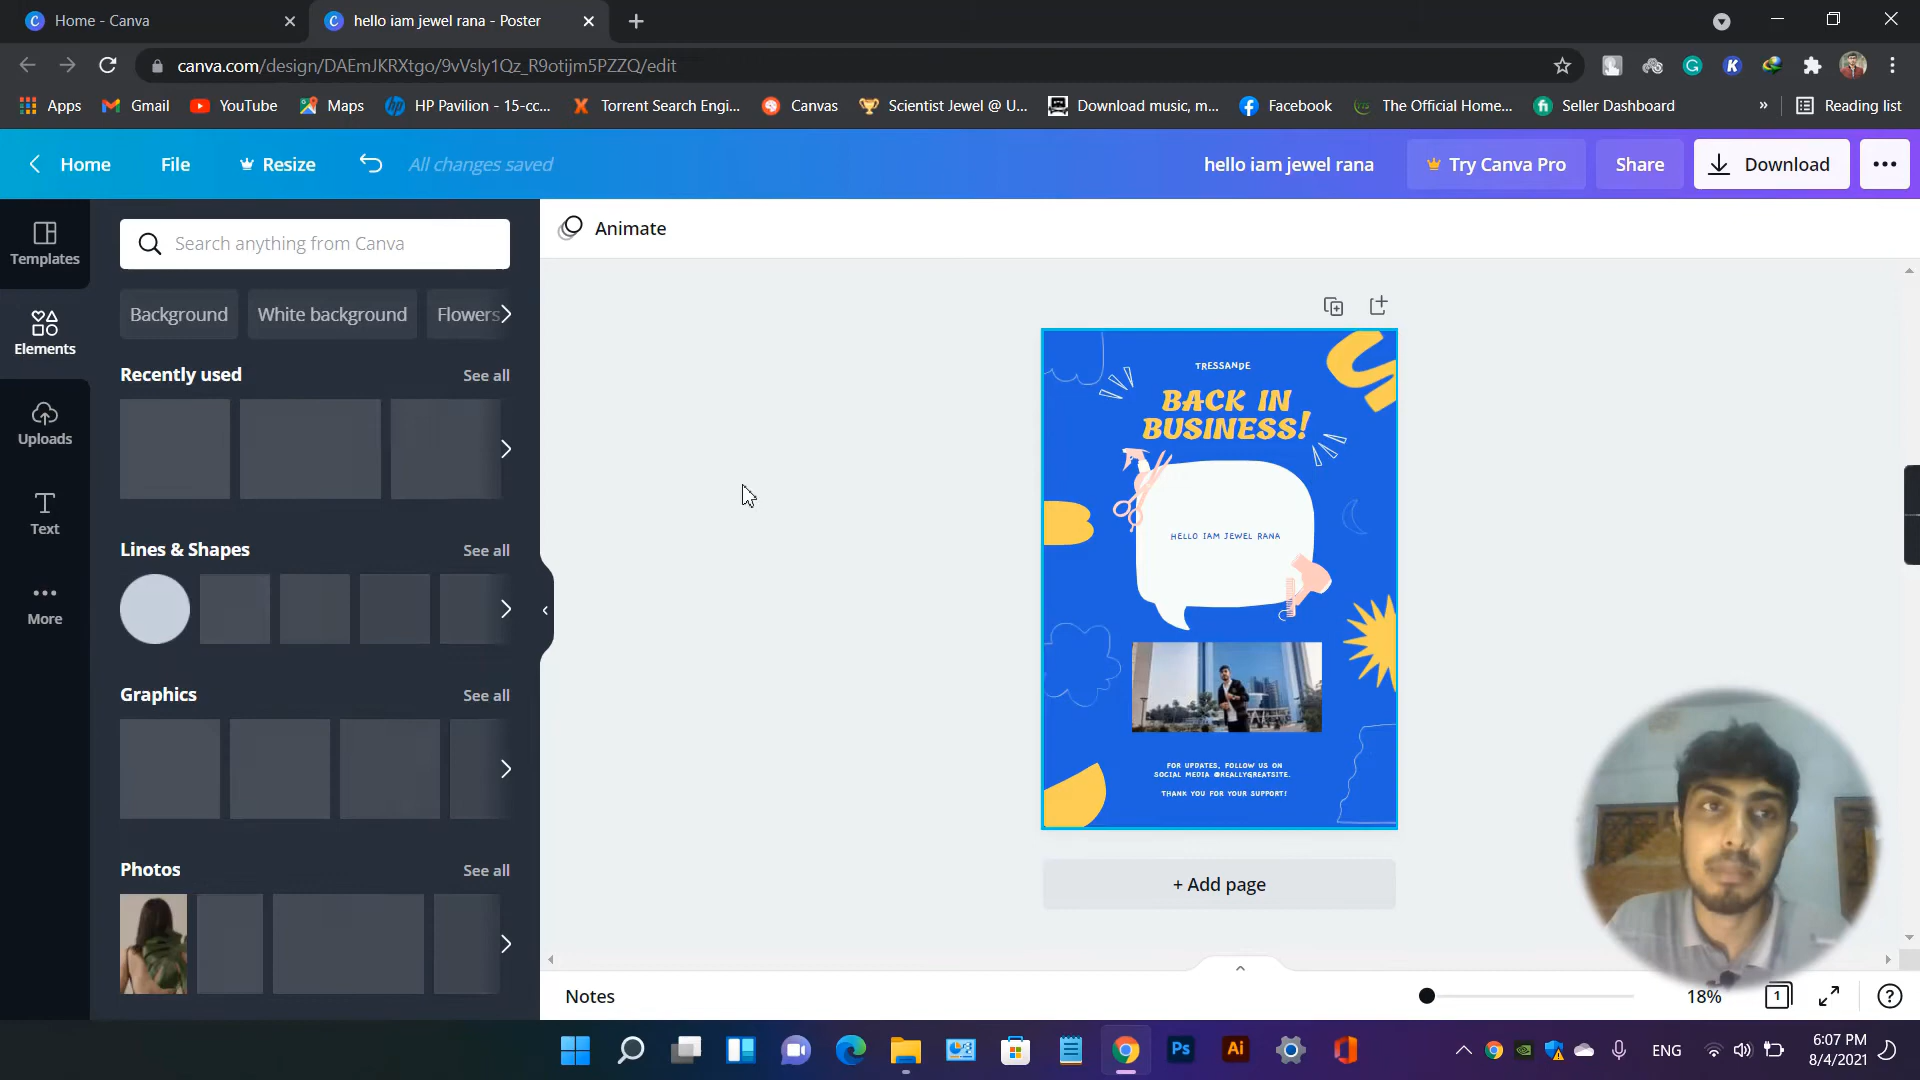 Home - Canva
hello iam jewel rana - Poster
canva.com/design/DAEmJKRXtgo/9vVsly1Qz_R9otijm5PZZQ/edit
Apps
Gmail
YouTube
Maps
HP Pavilion - 15-cc...
Torrent Search Engi...
Canvas
Scientist Jewel @ U...
Download music, m...
Facebook
The Official Home...
Seller Dashboard
»
Reading list
Home
File
Resize
All changes saved
hello iam jewel rana
Try Canva Pro
Share
Download
Templates
Elements
Uploads
Text
More
Search anything from Canva
Background
White background
Flowers
Recently used
See all
Lines & Shapes
See all
Graphics
See all
Photos
See all
Animate
TRESSANDE
BACK IN
BUSINESS!
HELLO IAM JEWEL RANA
FOR UPDATES, FOLLOW US ON
SOCIAL MEDIA @REALLYGREATSITE.
THANK YOU FOR YOUR SUPPORT!
+ Add page
Notes
18%
1
Ps
Ai
ENG
6:07 PM
8/4/2021